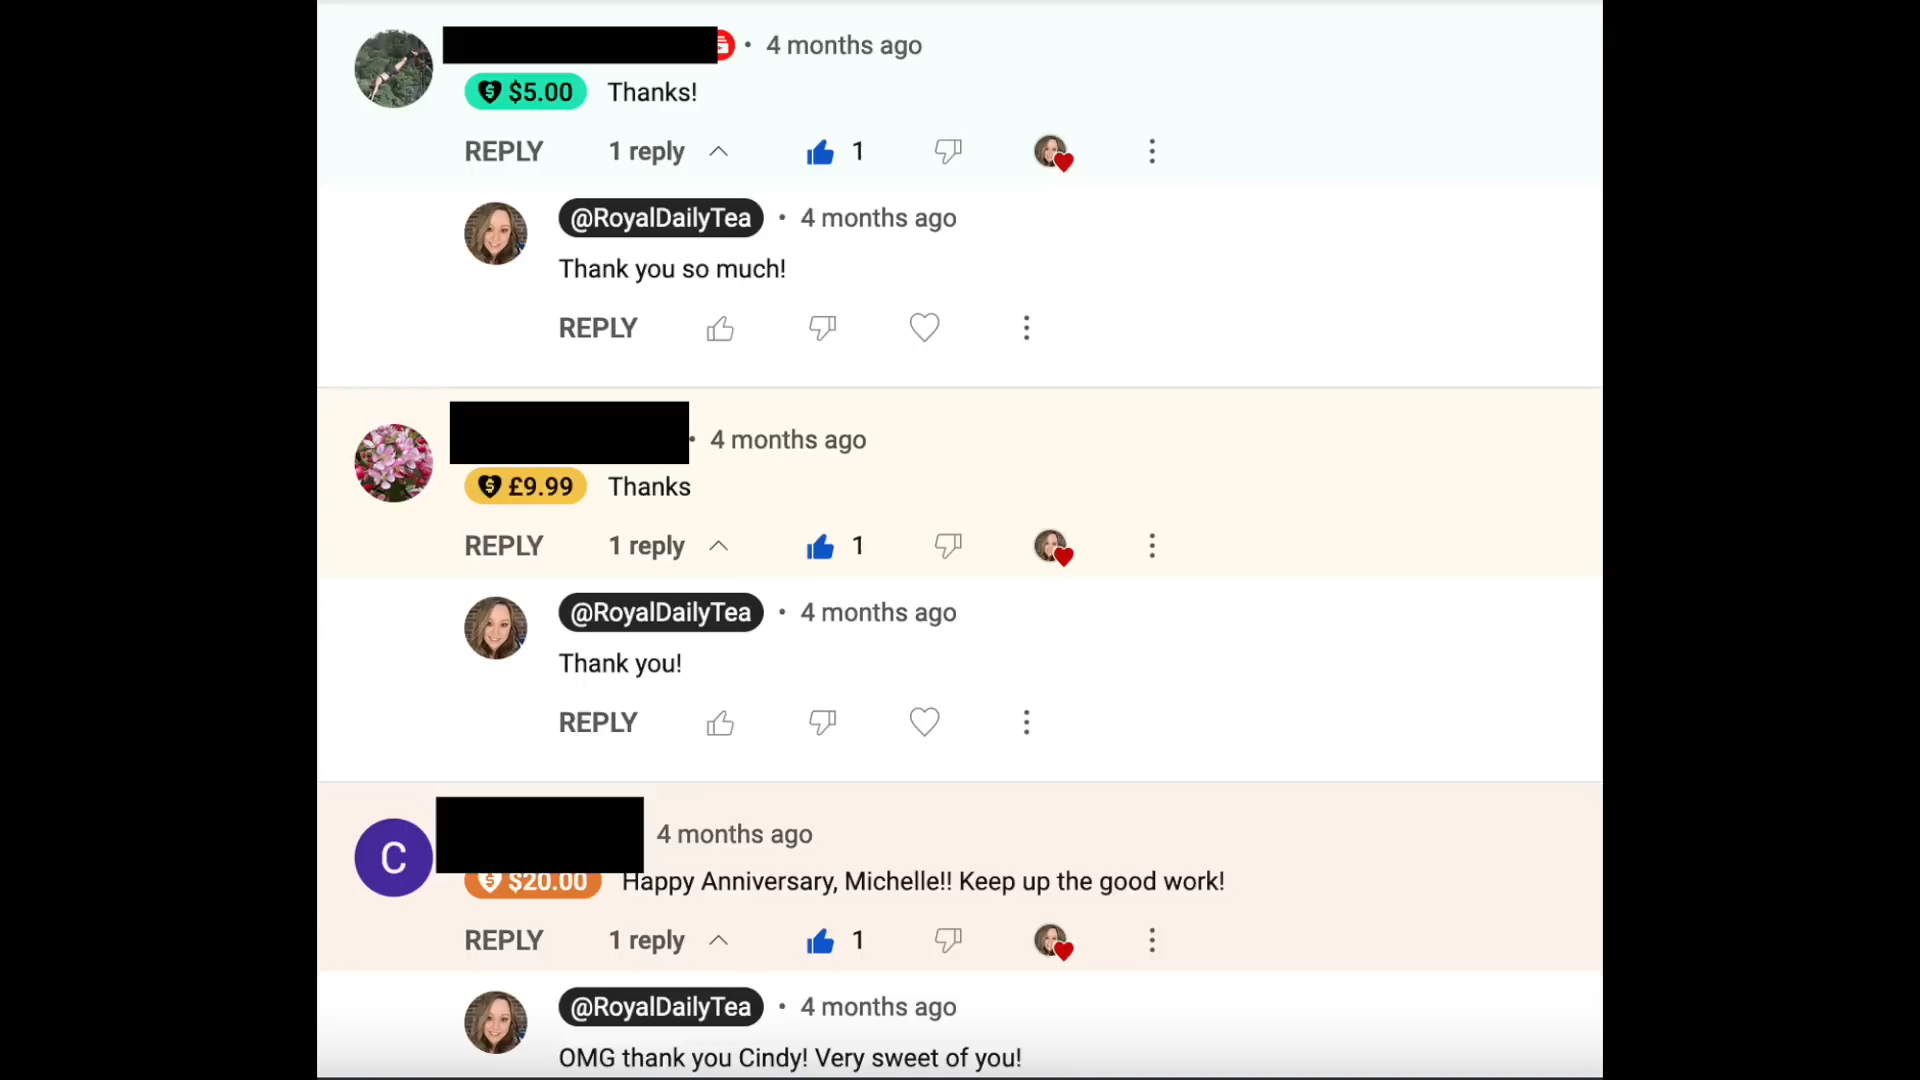 4 months ago
$5.00 Thanks!
REPLY 1 reply 1
@RoyalDailyTea • 4 months ago
Thank you so much!
REPLY
• 4 months ago
£9.99 Thanks
REPLY 1 reply 1
@RoyalDailyTea • 4 months ago
Thank you!
REPLY
C
4 months ago
$20.00 Happy Anniversary, Michelle!! Keep up the good work!
REPLY 1 reply 1
@RoyalDailyTea • 4 months ago
OMG thank you Cindy! Very sweet of you!